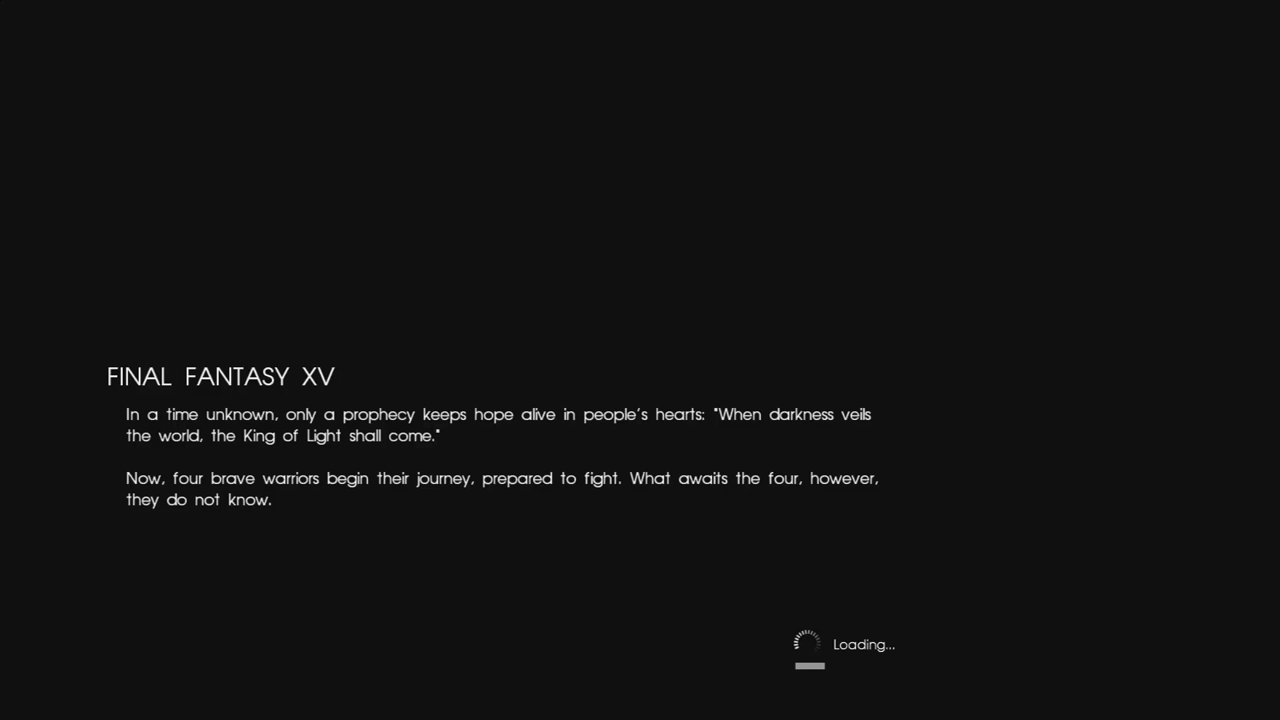 FINAL FANTASY XV
In a time unknown, only a prophecy keeps hope alive in people's hearts: "When darkness veils
the world, the King of Light shall come."
Now, four brave warriors begin their journey, prepared to fight. What awaits the four, however,
they do not know.
Loading...